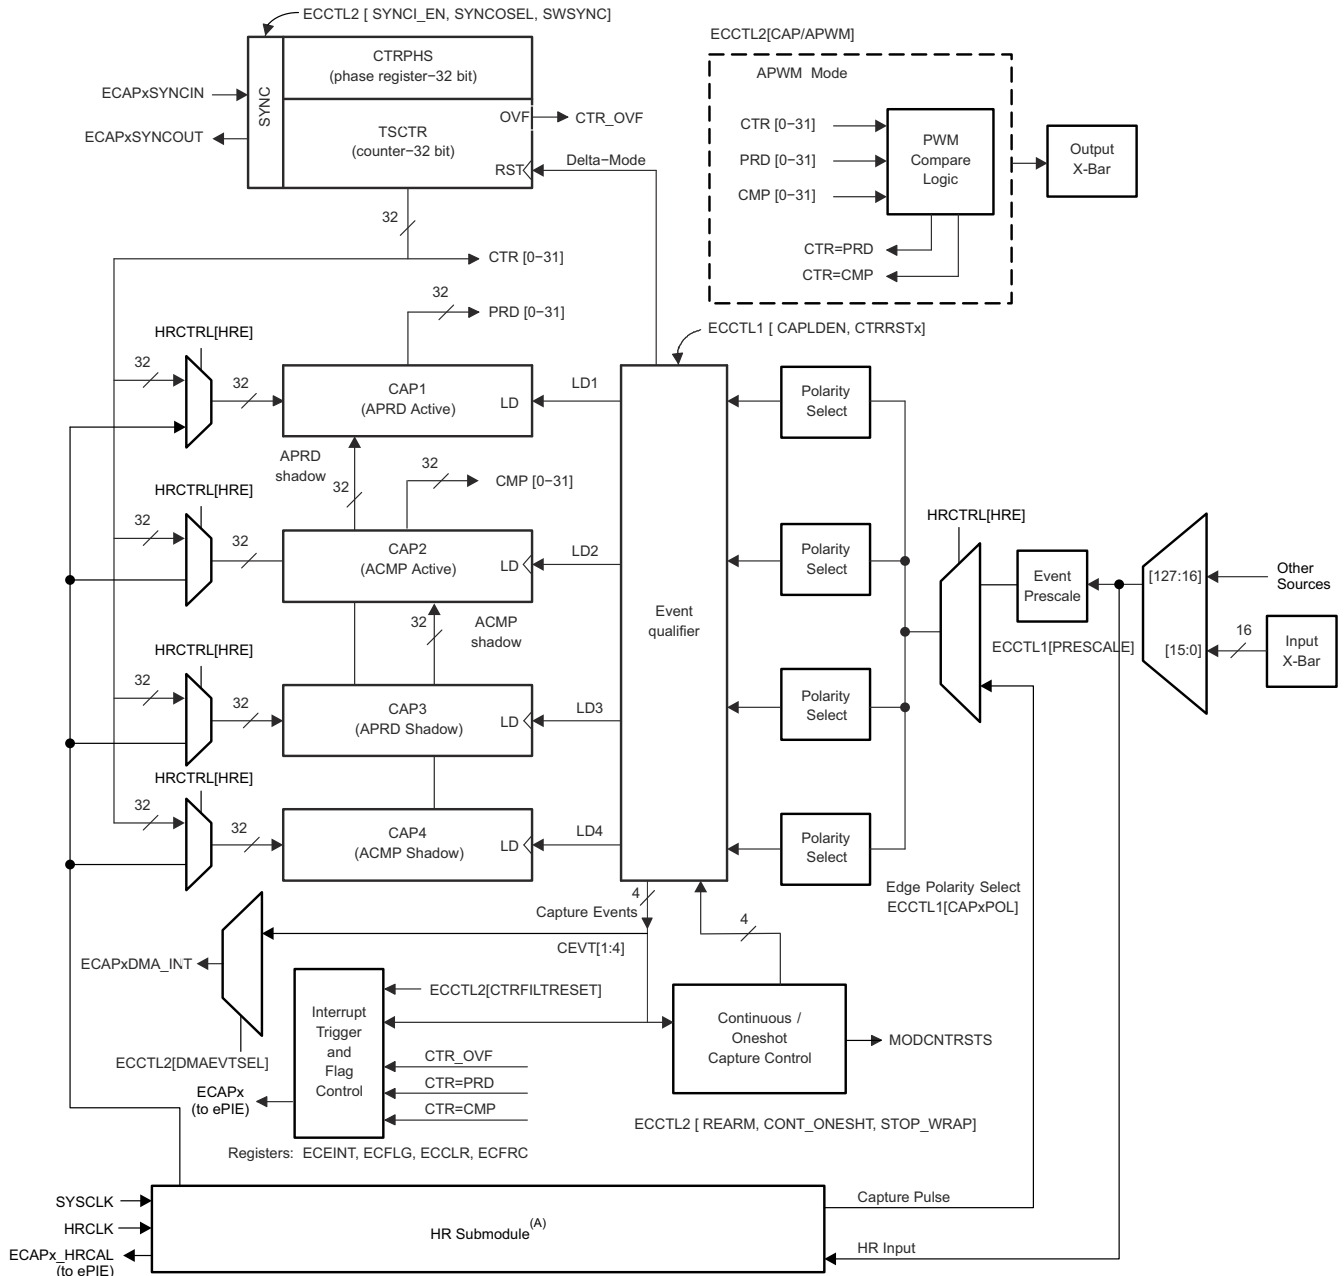 ECCTL2 [ SYNCI_EN, SYNCOSEL, SWSYNC]
CTRPHS
(phase register−32 bit)
SYNC
ECAPxSYNCIN
ECAPxSYNCOUT
TSCTR
(counter−32 bit)
OVF
CTR_OVF
RST
Delta−Mode
32
CTR [0−31]
32
PRD [0−31]
ECCTL2[CAP/APWM]
APWM Mode
CTR [0−31]
PRD [0−31]
CMP [0−31]
PWM
Compare
Logic
CTR=PRD
CTR=CMP
Output
X-Bar
ECCTL1 [ CAPLDEN, CTRRSTx]
HRCTRL[HRE]
32
32
CAP1
(APRD Active)
LD
LD1
Polarity
Select
APRD
shadow
32
32
CMP [0−31]
HRCTRL[HRE]
32
32
CAP2
(ACMP Active)
LD
LD2
Polarity
Select
32
ACMP
shadow
Event
qualifier
HRCTRL[HRE]
Event
Prescale
ECCTL1[PRESCALE]
[127:16]
[15:0]
Other
Sources
16
Input
X-Bar
HRCTRL[HRE]
32
32
CAP3
(APRD Shadow)
LD
LD3
Polarity
Select
HRCTRL[HRE]
32
32
CAP4
(ACMP Shadow)
LD
LD4
Polarity
Select
Edge Polarity Select
ECCTL1[CAPxPOL]
4
Capture Events
CEVT[1:4]
4
ECAPxDMA_INT
ECCTL2[DMAEVTSEL]
Interrupt
Trigger
and
Flag
Control
ECCTL2[CTRFILTRESET]
CTR_OVF
CTR=PRD
CTR=CMP
ECAPx
(to ePIE)
Continuous /
Oneshot
Capture Control
MODCNTRSTS
ECCTL2 [ REARM, CONT_ONESHT, STOP_WRAP]
Registers: ECEINT, ECFLG, ECCLR, ECFRC
SYSCLK
HRCLK
ECAPx_HRCAL
(to ePIE)
HR Submodule(A)
Capture Pulse
HR Input